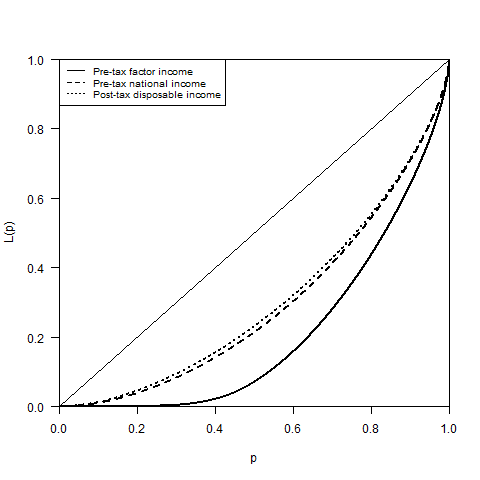 Pre-tax factor income
Pre-tax national income
Post-tax disposable income
L(p)
1.0
0.8
0.6
0.4
0.2
0.0
0.0 0.2 0.4 0.6 0.8 1.0
p